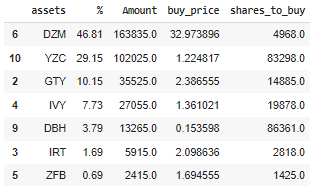 assets % Amount buy_price shares_to_buy
6 DZM 46.81 163835.0 32.973896 4968.0
10 YZC 29.15 102025.0 1.224817 83298.0
2 GTY 10.15 35525.0 2.386555 14885.0
4 IVY 7.73 27055.0 1.361021 19878.0
9 DBH 3.79 13265.0 0.153598 86361.0
3 IRT 1.69 5915.0 2.098636 2818.0
5 ZFB 0.69 2415.0 1.694555 1425.0